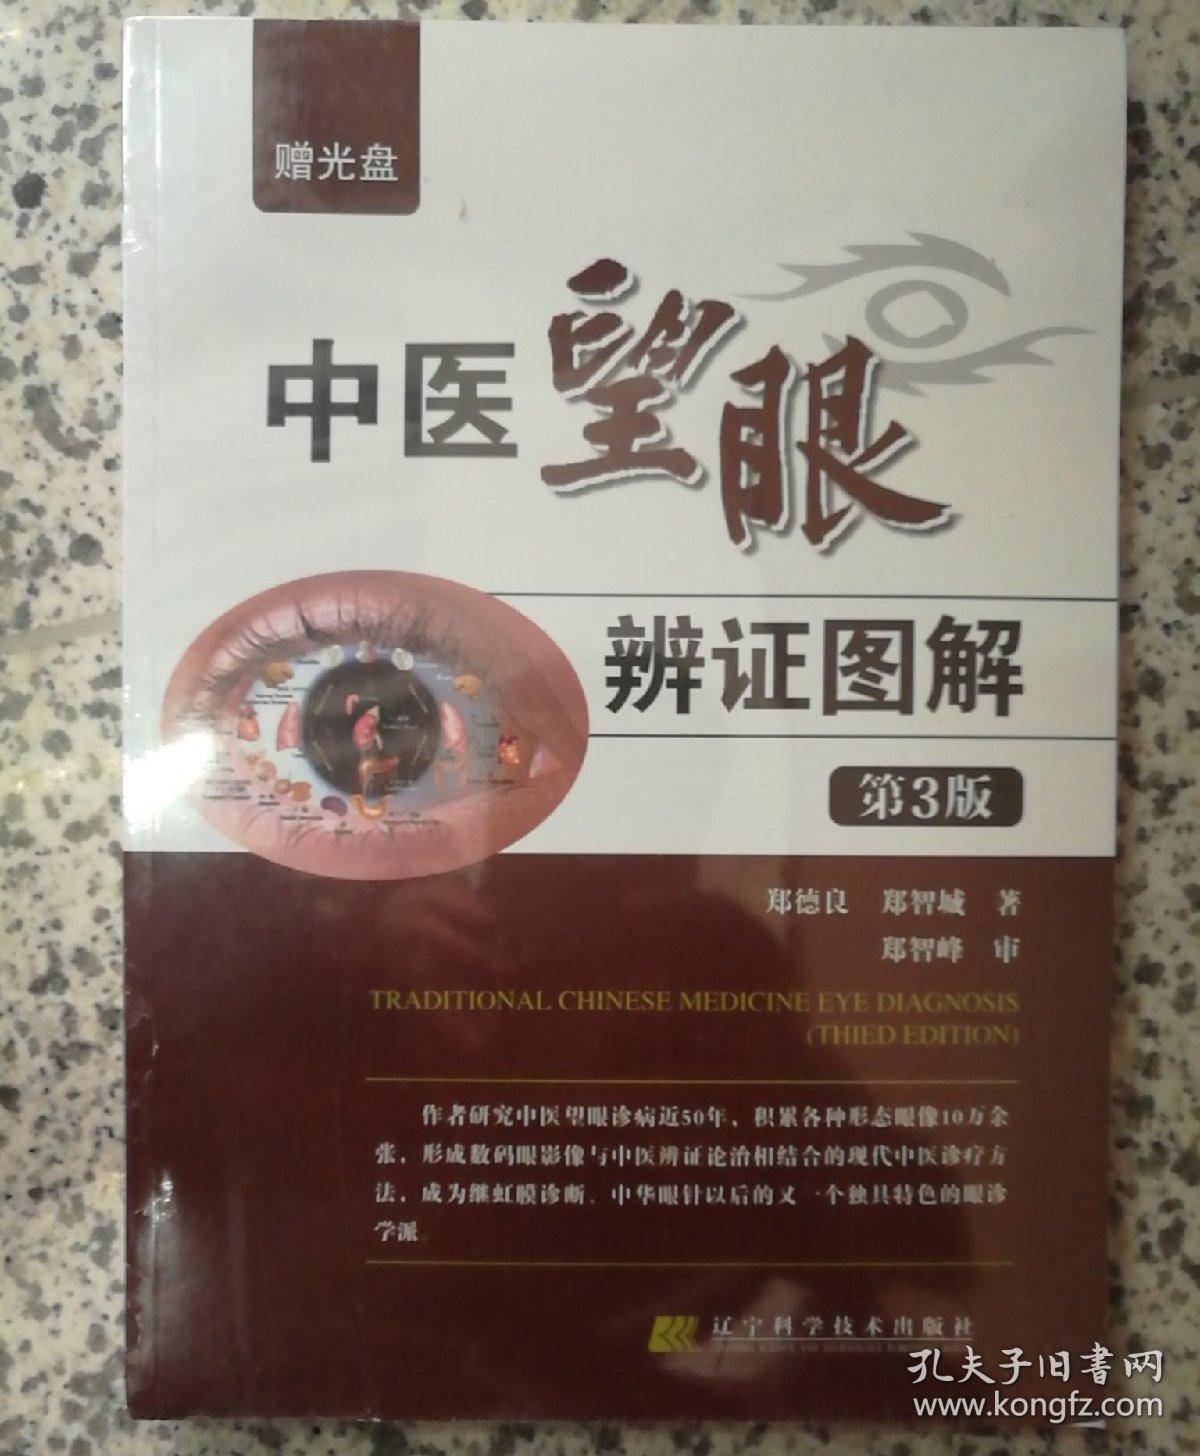 赠光盘
中医望眼
辨证图解
第3版
郑德良 郑智城 著
郑智峰 审
TRADITIONAL CHINESE MEDICINE EYE DIAGNOSIS
(THIED EDITION)
作者研究中医望眼诊病近50年，积累各种形态眼像10万余
张，形成数码眼影像与中医辨证论治相结合的现代中医诊疗方
法，成为继虹膜诊断、中华眼针以后的又一个独具特色的眼诊
学派
辽宁科学技术出版社
孔夫子旧书网
www.kongfz.com